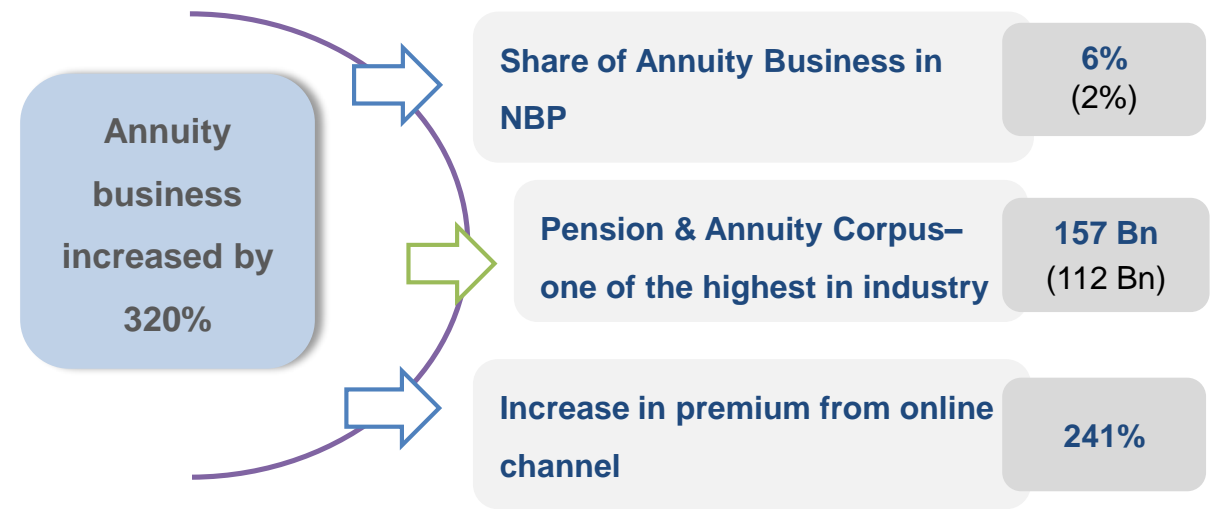 Annuity
business
increased by
320%
Share of Annuity Business in
NBP
6%
(2%)
Pension & Annuity Corpus–
one of the highest in industry
157 Bn
(112 Bn)
Increase in premium from online
channel
241%